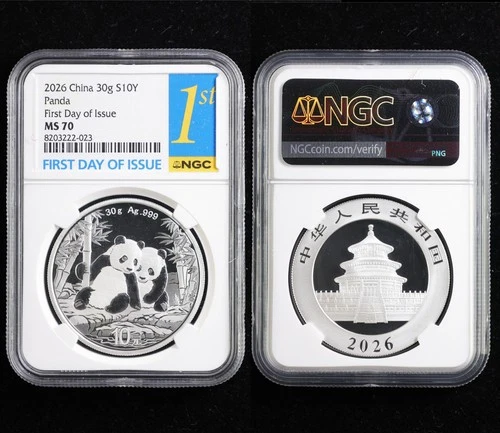 2026 China 30g S10Y
Panda
First Day of Issue
MS 70
8203222-023
1st
FIRST DAY OF ISSUE
NGC
30g Ag.999
10元
NGC
NGCcoin.com/verify
PNG
中华人民共和国
2026